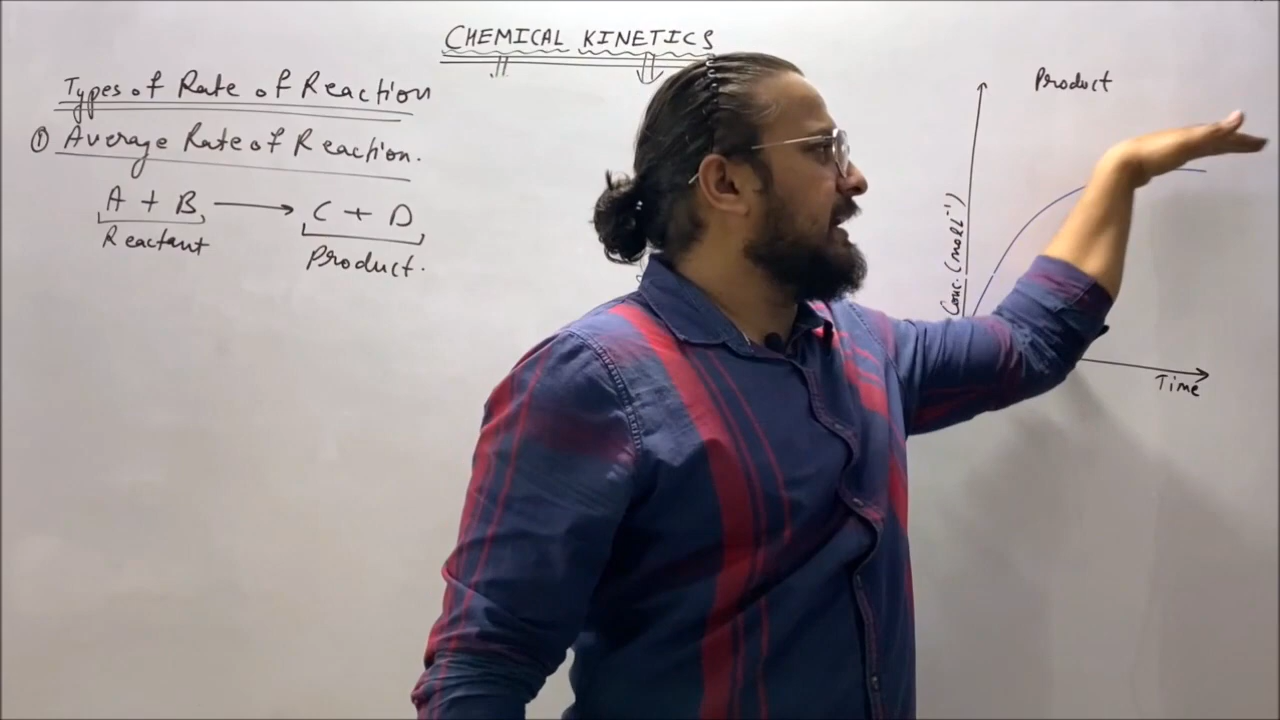 CHEMICAL KINETICS
Types of Rate of Reaction
① Average Rate of Reaction.
A + B → C + D
Reactant
Product.
Product
Conc. (mol L⁻¹)
Time